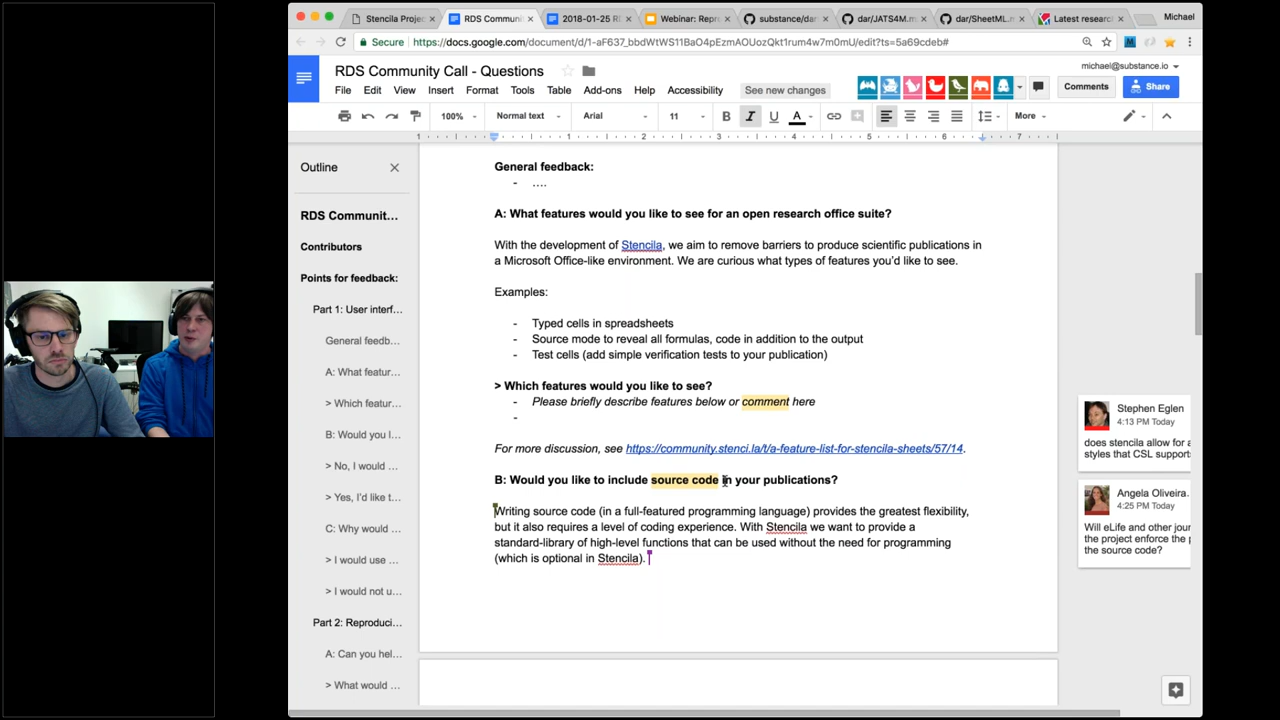 Stencila Proje
RDS Commun
2018-01-25 RD
Webinar: Repr
substance/dar
dar/JATS4M.m
dar/SheetML.m
Latest researc
Michael
Secure
https://docs.google.com/document/d/1-aF637_bbdWtWS11BaO4pEzmAOUozQkt1rum4w7m0mU/edit?ts=5a69cdeb#
michael@substance.io
RDS Community Call - Questions
File Edit View Insert Format Tools Table Add-ons Help Accessibility See new changes
Comments
Share
100% Normal text Arial 11 B I U A More
1 1 2 3 4 5 6 7
Outline
RDS Communit...
Contributors
Points for feedback:
Part 1: User interf...
General feedb...
A: What featur...
> Which featur...
B: Would you l...
> No, I would ...
> Yes, I'd like t...
C: Why would ...
> I would use ...
> I would not u...
Part 2: Reproduci...
A: Can you hel...
> What would ...
General feedback:
- ....
A: What features would you like to see for an open research office suite?
With the development of Stencila, we aim to remove barriers to produce scientific publications in
a Microsoft Office-like environment. We are curious what types of features you'd like to see.
Examples:
- Typed cells in spreadsheets
- Source mode to reveal all formulas, code in addition to the output
- Test cells (add simple verification tests to your publication)
> Which features would you like to see?
- Please briefly describe features below or comment here
-
For more discussion, see https://community.stenci.la/t/a-feature-list-for-stencila-sheets/57/14.
B: Would you like to include source code in your publications?
Writing source code (in a full-featured programming language) provides the greatest flexibility,
but it also requires a level of coding experience. With Stencila we want to provide a
standard-library of high-level functions that can be used without the need for programming
(which is optional in Stencila).
Stephen Eglen
4:13 PM Today
does stencila allow for a
styles that CSL support
Angela Oliveira.
4:25 PM Today
Will eLife and other jour
the project enforce the p
the source code?